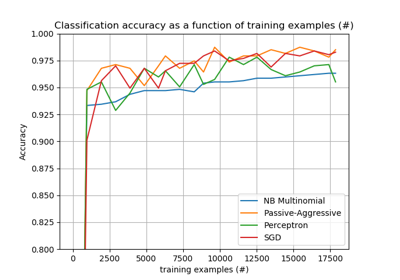 Classification accuracy as a function of training examples (#)
1.000
0.975
0.950
0.925
0.900
0.875
0.850
0.825
0.800
Accuracy
NB Multinomial
Passive-Aggressive
Perceptron
SGD
0 2500 5000 7500 10000 12500 15000 17500
training examples (#)